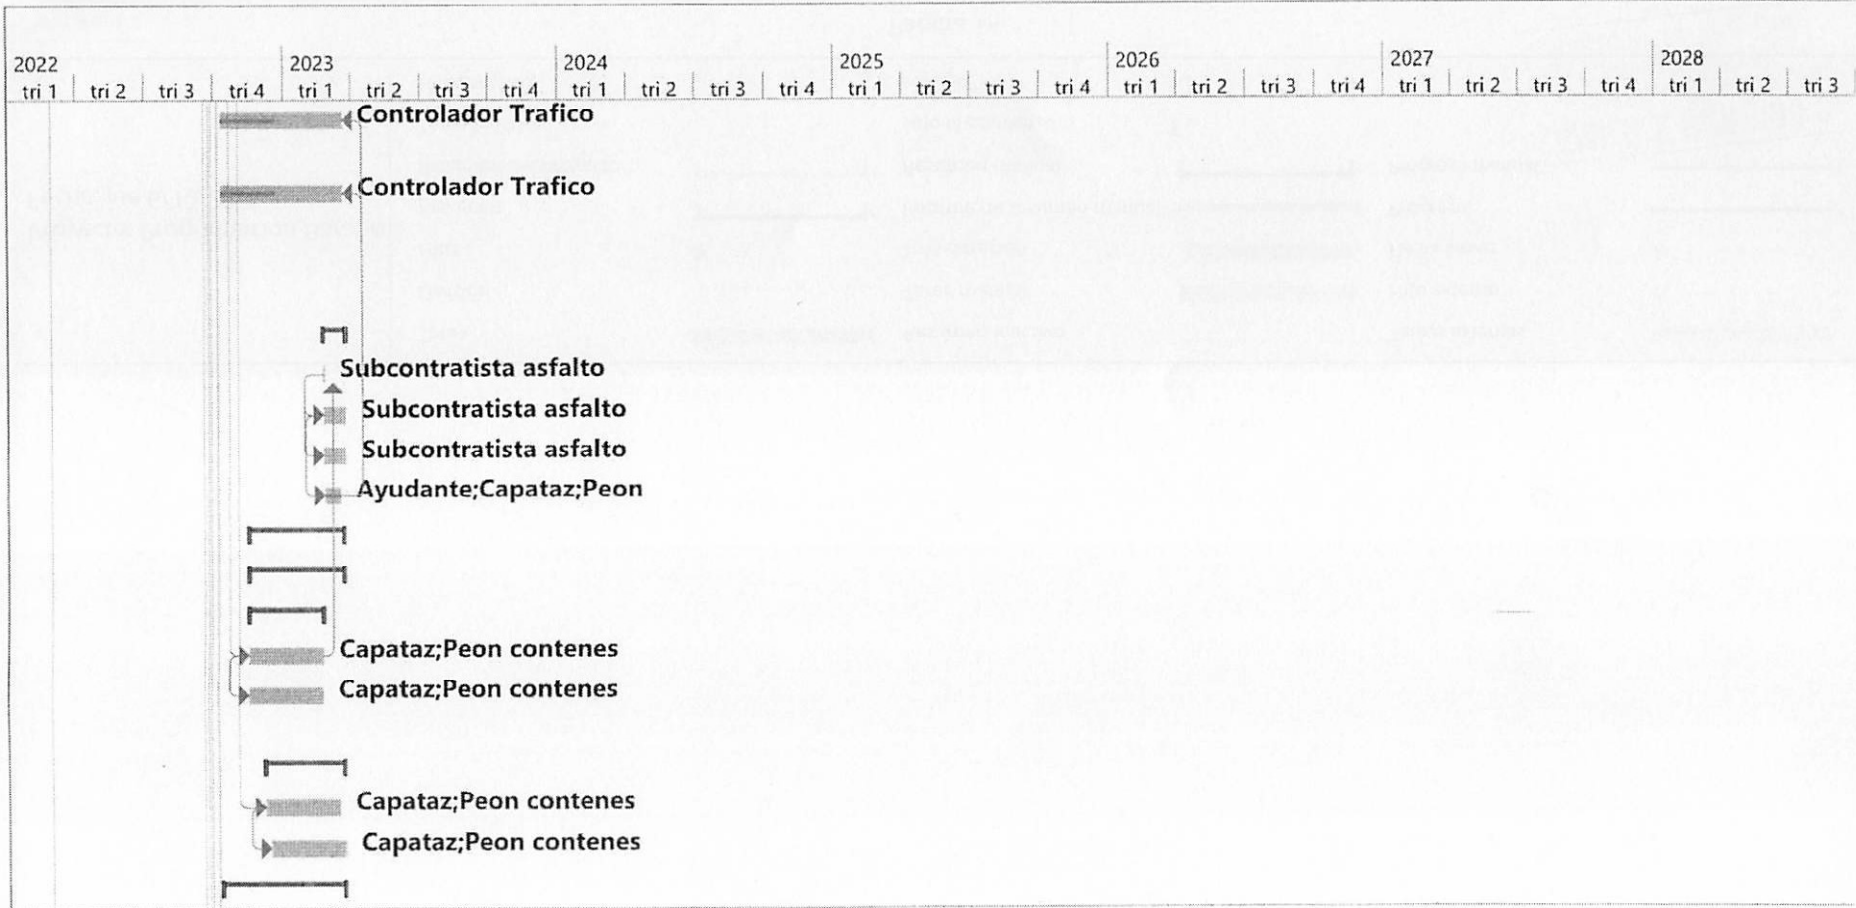 2022 2023 2024 2025 2026 2027 2028
tri 1 tri 2 tri 3 tri 4 tri 1 tri 2 tri 3 tri 4 tri 1 tri 2 tri 3 tri 4 tri 1 tri 2 tri 3 tri 4 tri 1 tri 2 tri 3 tri 4 tri 1 tri 2 tri 3 tri 4 tri 1 tri 2 tri 3
Controlador Trafico
Controlador Trafico
Subcontratista asfalto
Subcontratista asfalto
Subcontratista asfalto
Ayudante;Capataz;Peon
Capataz;Peon contenes
Capataz;Peon contenes
Capataz;Peon contenes
Capataz;Peon contenes